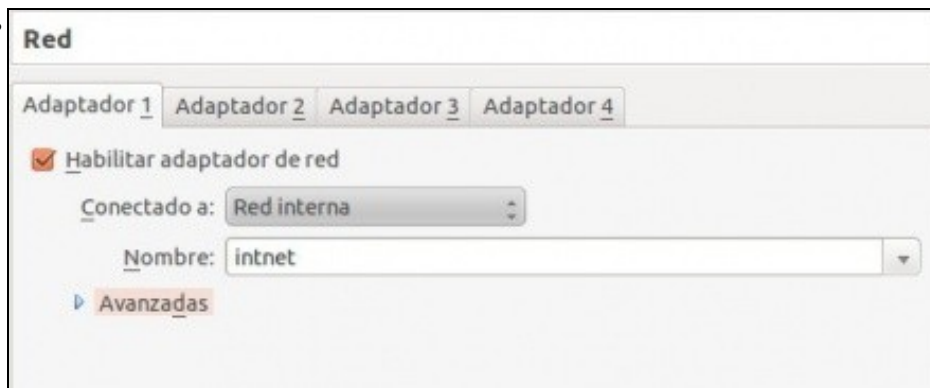 Red
Adaptador 1 Adaptador 2 Adaptador 3 Adaptador 4
Habilitar adaptador de red
Conectado a: Red interna
Nombre: intnet
Avanzadas